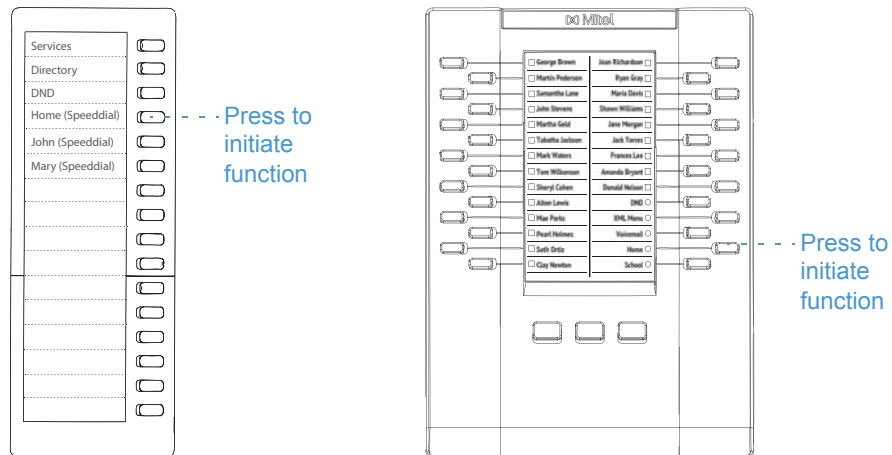 Services
Directory
DND
Home (Speeddial)
John (Speeddial)
Mary (Speeddial)
Press to
initiate
function
Mitel
George Brown
Martin Pederson
Samantha Lane
John Stevens
Martha Gold
Tabatha Jackson
Mark Waters
Tom Wilkonson
Sheryl Cohen
Alton Lewis
Mae Parks
Pearl Holmes
Seth Ortiz
Clay Newton
Joan Richardson
Ryan Gray
Maria Davis
Shawn Williams
Jane Morgan
Jack Torres
Frances Lee
Amanda Bryant
Donald Nelson
DND
XML Menu
Voicemail
Home
School
Press to
initiate
function